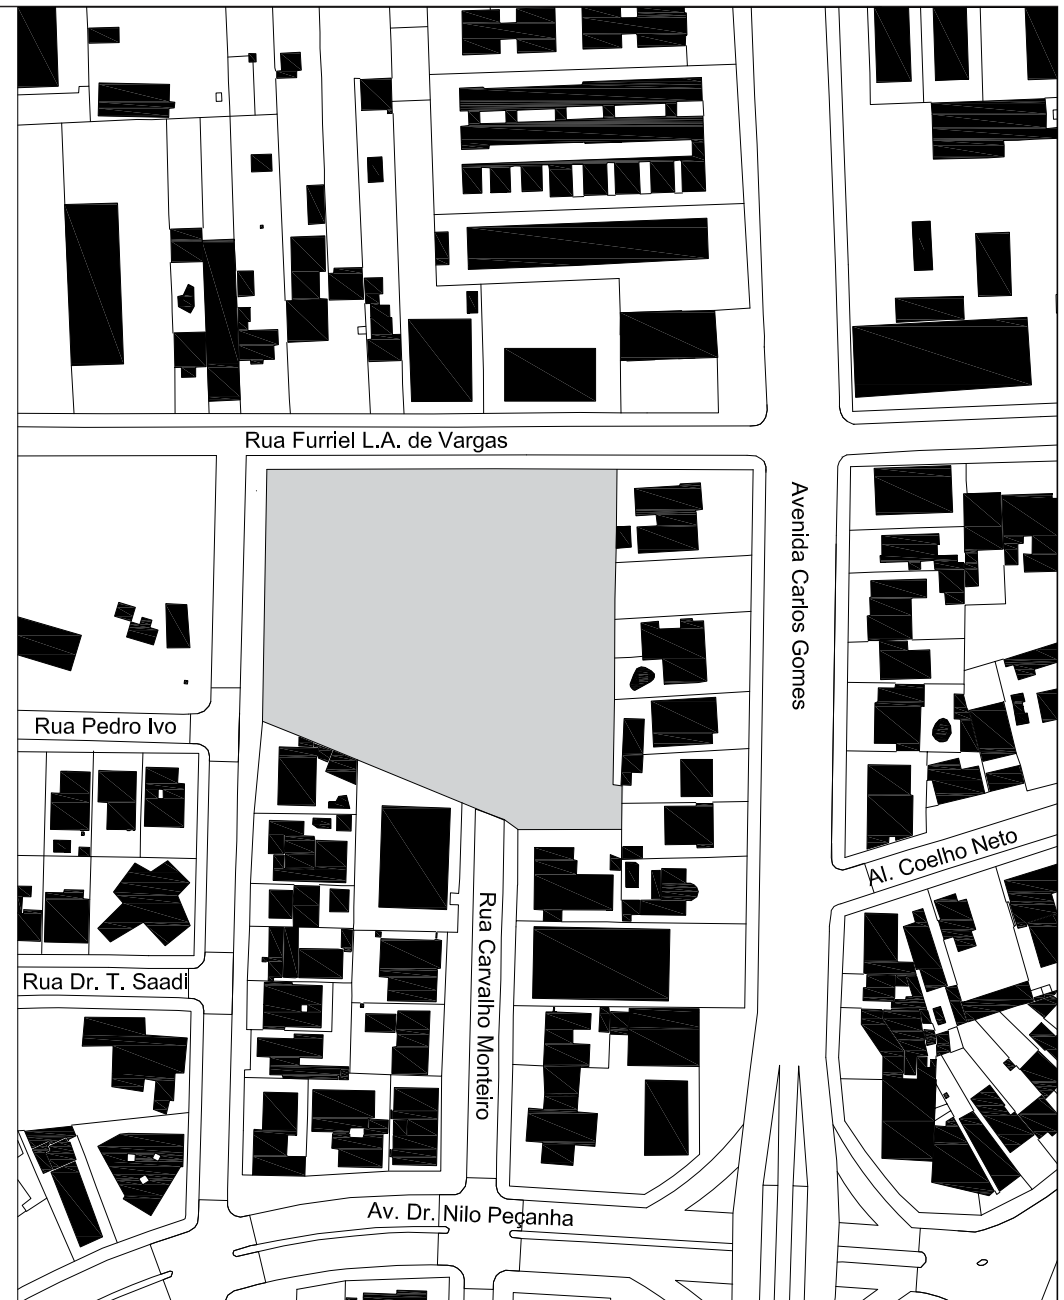 Rua Furriel L.A. de Vargas
Avenida Carlos Gomes
Rua Pedro Ivo
Al. Coelho Neto
Rua Dr. T. Saadi
Rua Carvalho Monteiro
Av. Dr. Nilo Peçanha